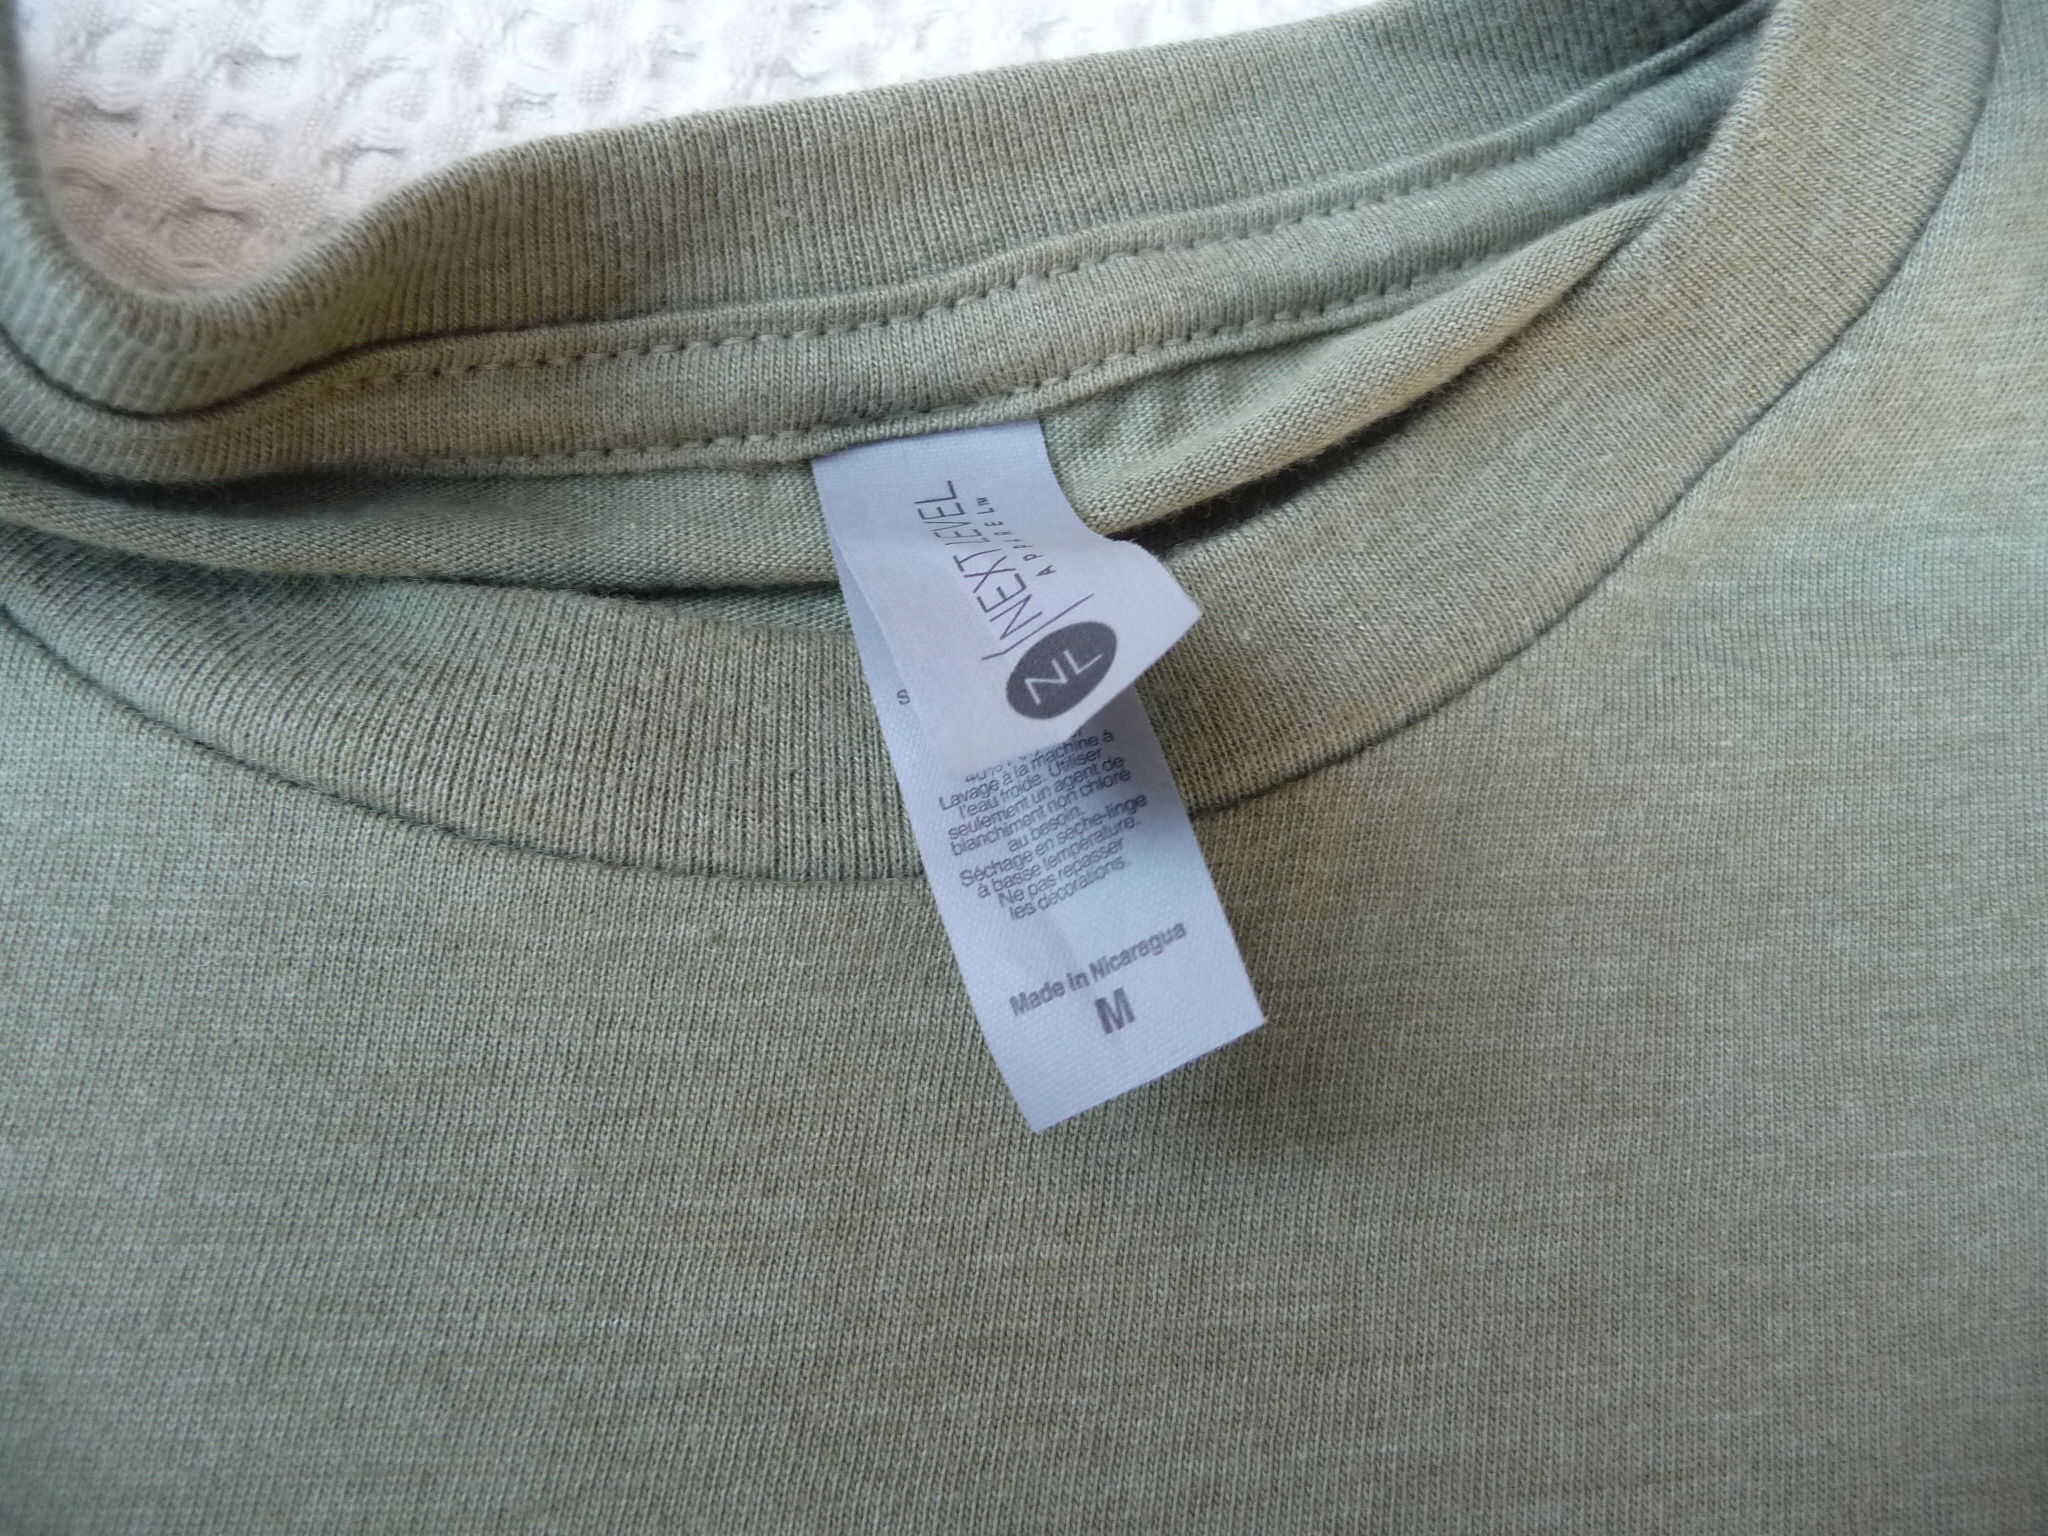 NEXT LEVEL
APPAREL™
NL
S
Lavage à la machine à
l'eau froide. Utiliser
seulement un agent de
blanchiment non chloré
au besoin.
Séchage en sèche-linge
à basse température.
Ne pas repasser
les décorations.
Made in Nicaragua
M